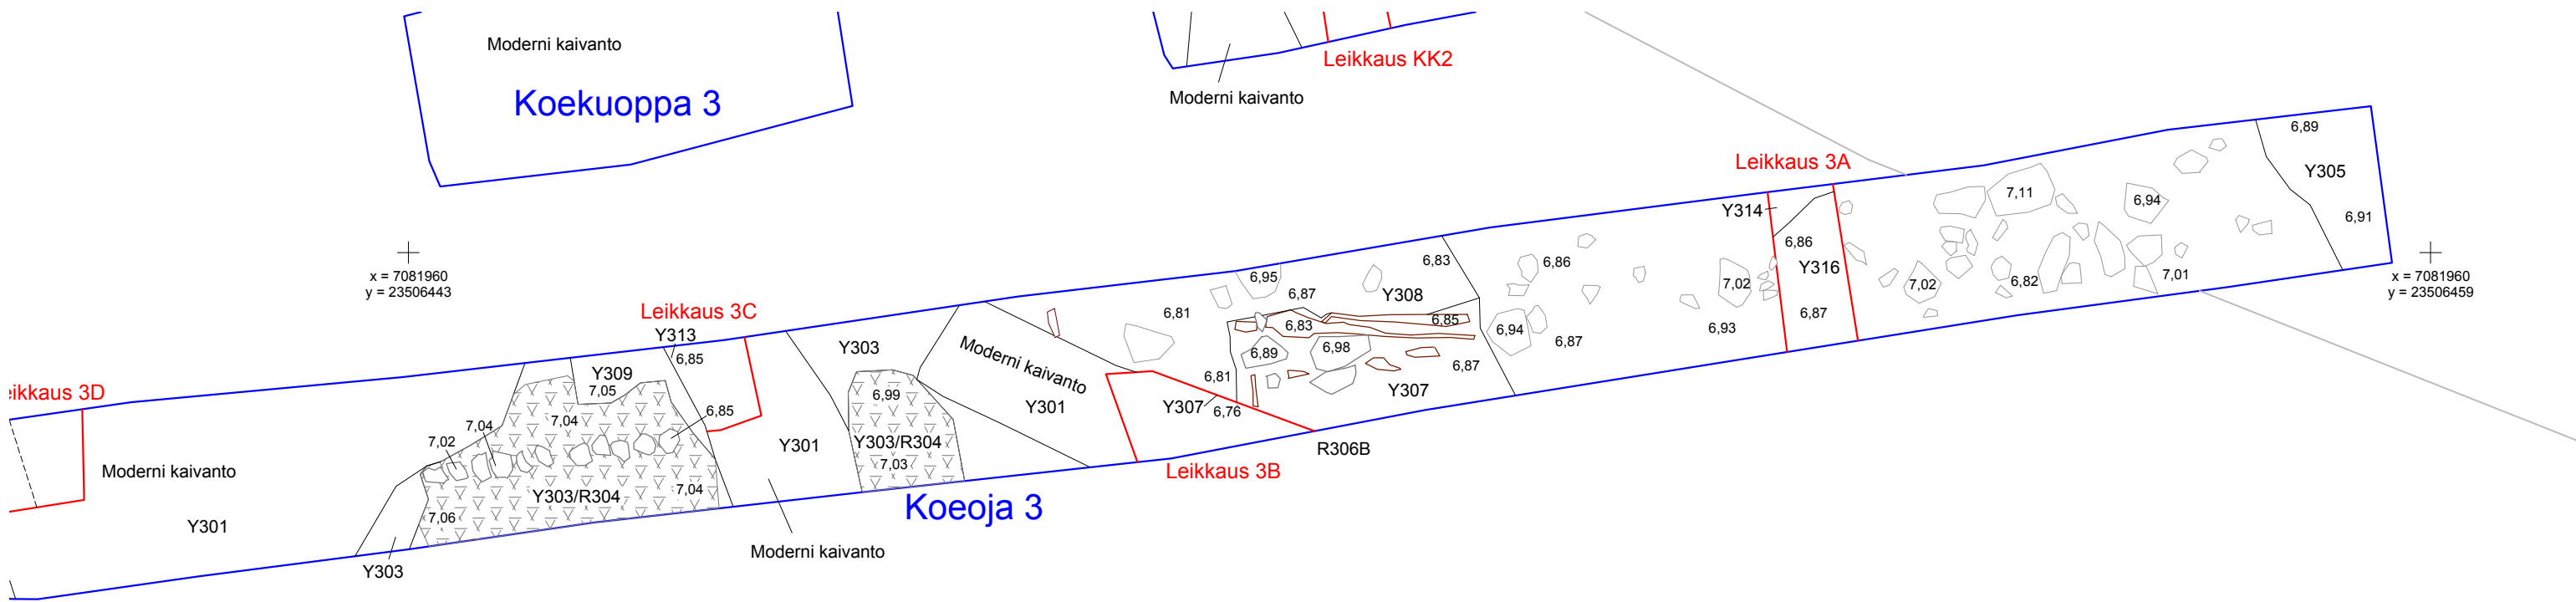 Moderni kaivanto
Koekuoppa 3
Leikkaus KK2
Moderni kaivanto
Leikkaus 3A
6,89
Y305
6,91
7,11
6,94
Y314
6,86
Y316
6,87
7,02
6,82
7,01
x = 7081960
y = 23506443
x = 7081960
y = 23506459
6,83
6,86
7,02
6,95
6,87
Y308
6,93
6,94
6,87
6,81
6,83
6,85
Leikkaus 3C
Y313
6,85
Y303
Moderni kaivanto
6,89
6,98
6,87
6,81
Y307
Y309
7,05
eikkaus 3D
6,99
Y301
Y307
6,76
7,04
6,85
7,04
7,02
Y301
Y303/R304
7,03
R306B
Moderni kaivanto
Leikkaus 3B
Y303/R304
7,04
Koeoja 3
7,06
Y301
Moderni kaivanto
Y303